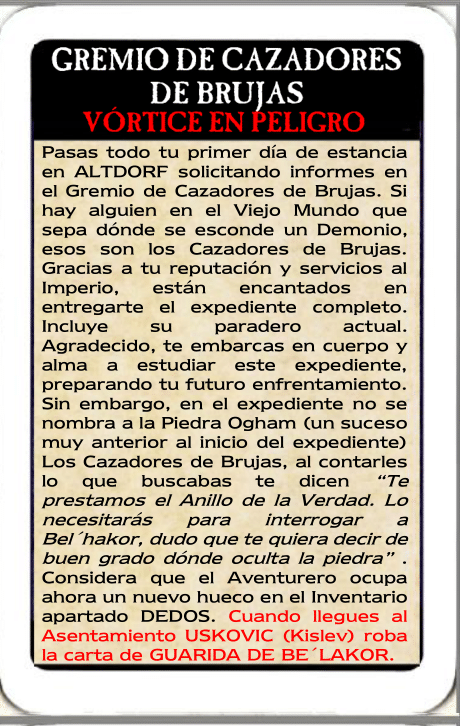 GREMIO DE CAZADORES
DE BRUJAS
VÓRTICE EN PELIGRO
Pasas todo tu primer día de estancia
en ALTDORF solicitando informes en
el Gremio de Cazadores de Brujas. Si
hay alguien en el Viejo Mundo que
sepa dónde se esconde un Demonio,
esos son los Cazadores de Brujas.
Gracias a tu reputación y servicios al
Imperio, están encantados en
entregarte el expediente completo.
Incluye su paradero actual.
Agradecido, te embarcas en cuerpo y
alma a estudiar este expediente,
preparando tu futuro enfrentamiento.
Sin embargo, en el expediente no se
nombra a la Piedra Ogham (un suceso
muy anterior al inicio del expediente)
Los Cazadores de Brujas, al contarles
lo que buscabas te dicen “Te
prestamos el Anillo de la Verdad. Lo
necesitarás para interrogar a
Bel´hakor, dudo que te quiera decir de
buen grado dónde oculta la piedra” .
Considera que el Aventurero ocupa
ahora un nuevo hueco en el Inventario
apartado DEDOS. Cuando llegues al
Asentamiento USKOVIC (Kislev) roba
la carta de GUARIDA DE BE´LAKOR.